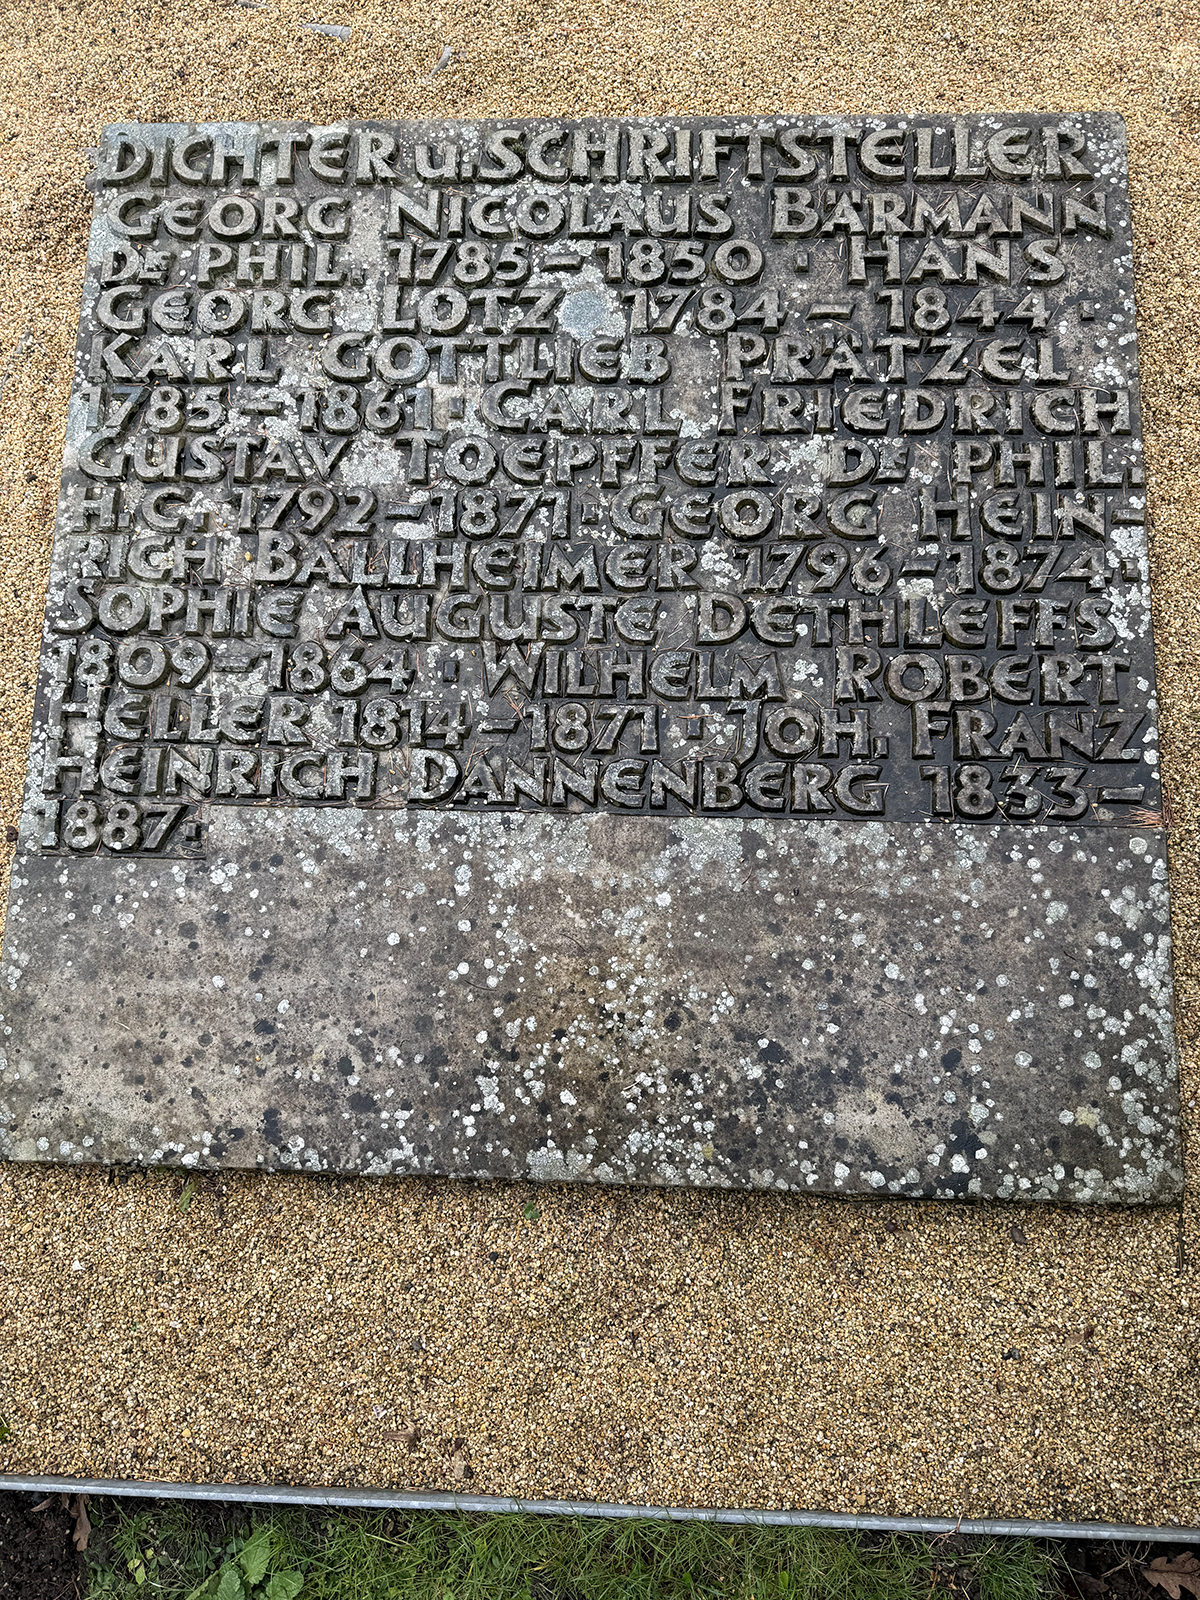 DICHTER u. SCHRIFTSTELLER
GEORG NICOLAUS BÄRMANN
DR PHIL. 1785–1850 · HANS
GEORG LOTZ 1784 – 1844 ·
KARL GOTTLIEB PRÄTZEL
1785–1861 · CARL FRIEDRICH
GUSTAV TOEPFFER DR PHIL.
H.C. 1792–1871 · GEORG HEIN-
RICH BALLHEIMER 1796–1874 ·
SOPHIE AUGUSTE DETHLEFFS
1809–1864 · WILHELM ROBERT
HELLER 1814–1871 · JOH. FRANZ
HEINRICH DANNENBERG 1833–
1887 ·